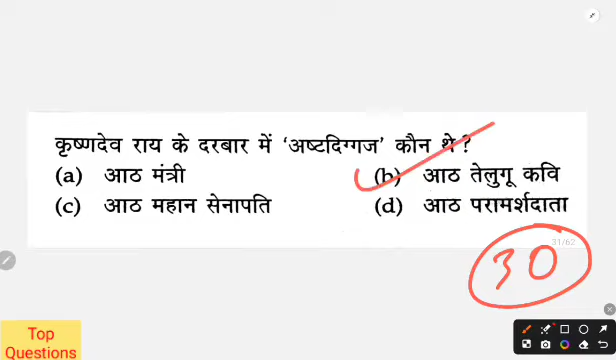 कृष्णदेव राय के दरबार में ‘अष्टदिग्गज’ कौन थे?
(a) आठ मंत्री (b) आठ तेलुगू कवि
(c) आठ महान सेनापति (d) आठ परामर्शदाता
31/62
30
Top
Questions